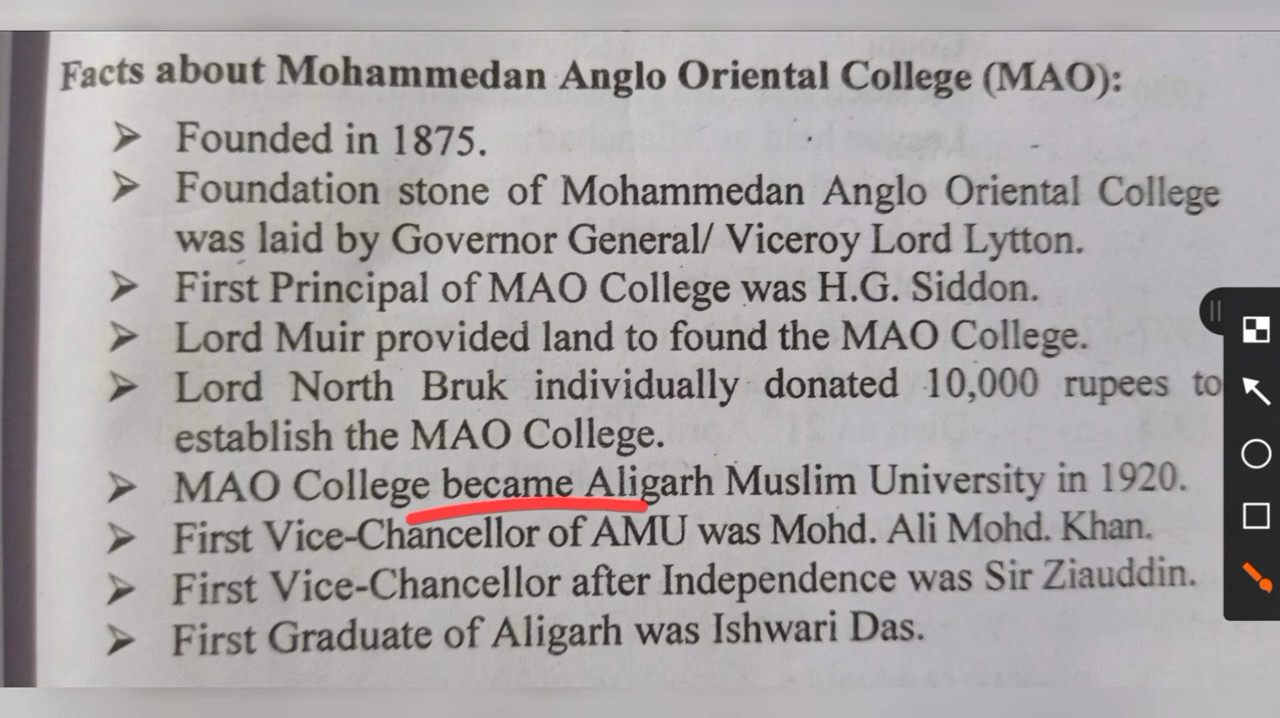 Facts about Mohammedan Anglo Oriental College (MAO):
➤ Founded in 1875.
➤ Foundation stone of Mohammedan Anglo Oriental College
was laid by Governor General/ Viceroy Lord Lytton.
➤ First Principal of MAO College was H.G. Siddon.
➤ Lord Muir provided land to found the MAO College.
➤ Lord North Bruk individually donated 10,000 rupees to
establish the MAO College.
➤ MAO College became Aligarh Muslim University in 1920.
➤ First Vice-Chancellor of AMU was Mohd. Ali Mohd. Khan.
➤ First Vice-Chancellor after Independence was Sir Ziauddin.
➤ First Graduate of Aligarh was Ishwari Das.